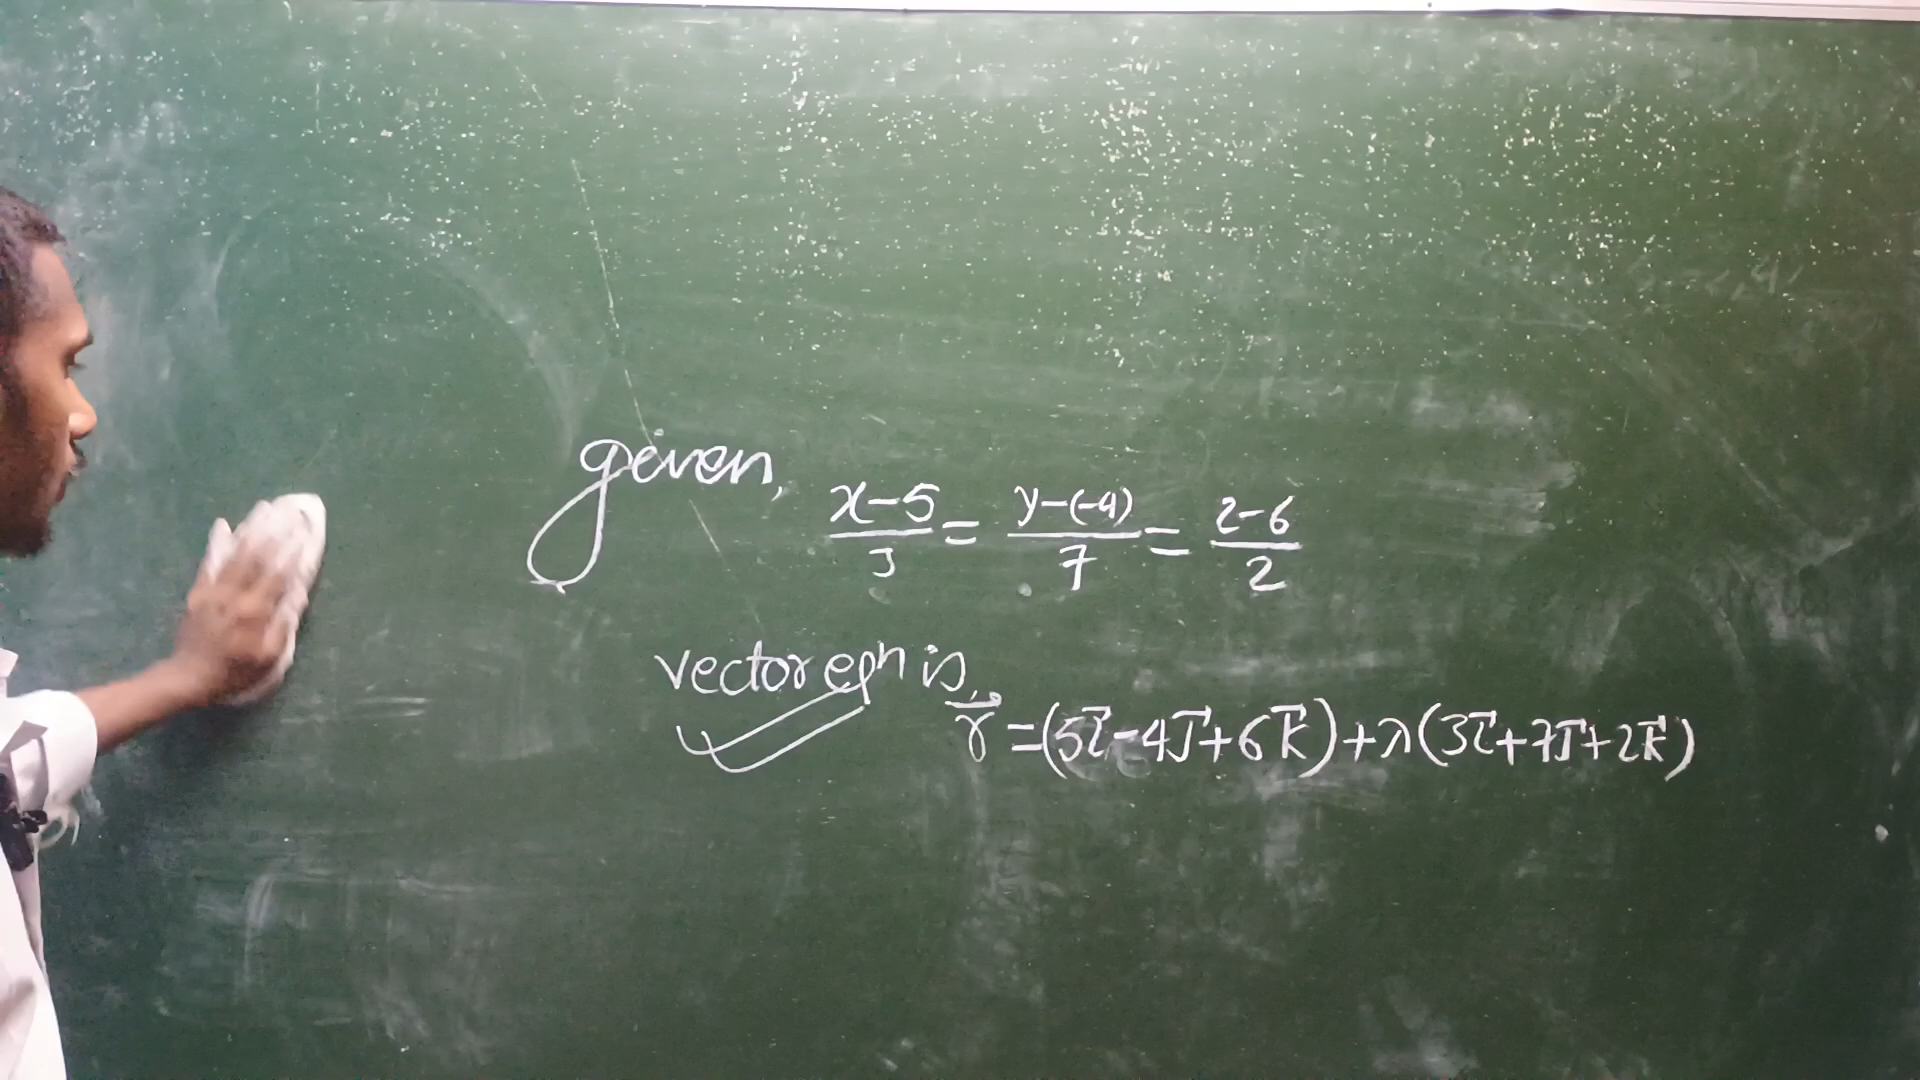 given,
x-5/3 = y-(-4)/7 = z-6/2
vector eqn is,
r⃗ = (5i⃗-4j⃗+6k⃗)+λ(3i⃗+7j⃗+2k⃗)